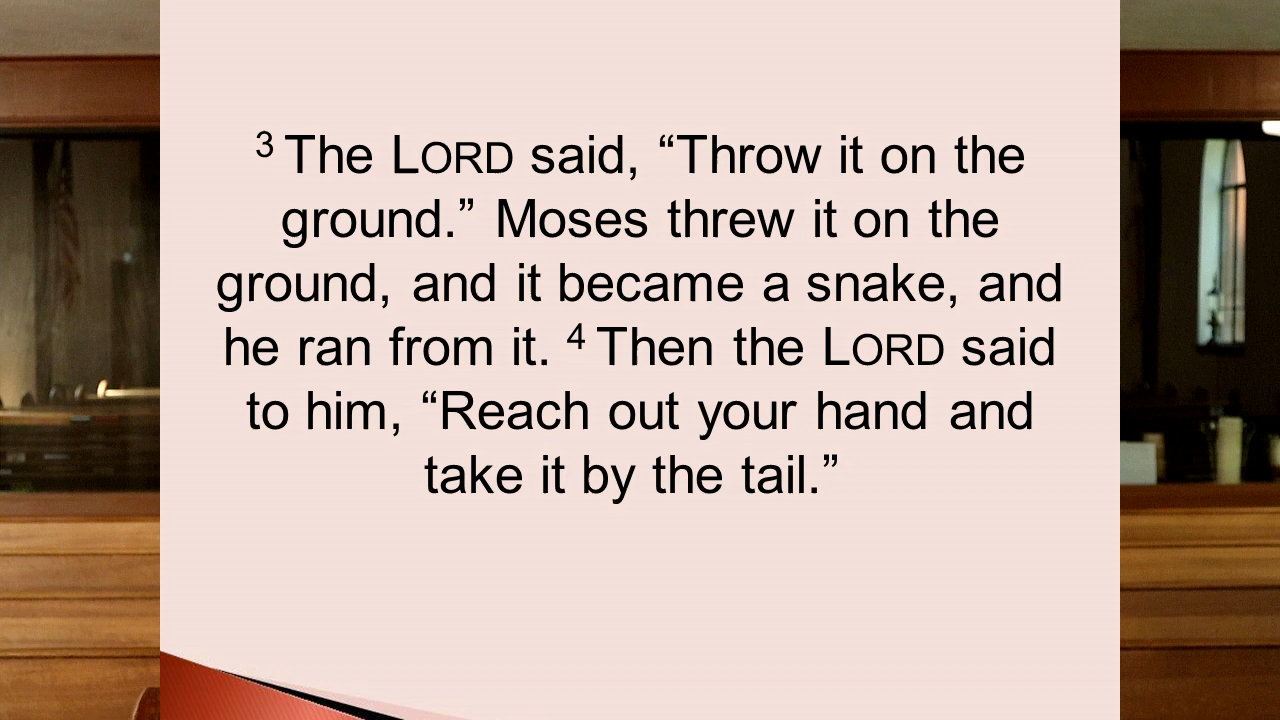 ³ The LORD said, “Throw it on the
ground.” Moses threw it on the
ground, and it became a snake, and
he ran from it. ⁴ Then the LORD said
to him, “Reach out your hand and
take it by the tail.”